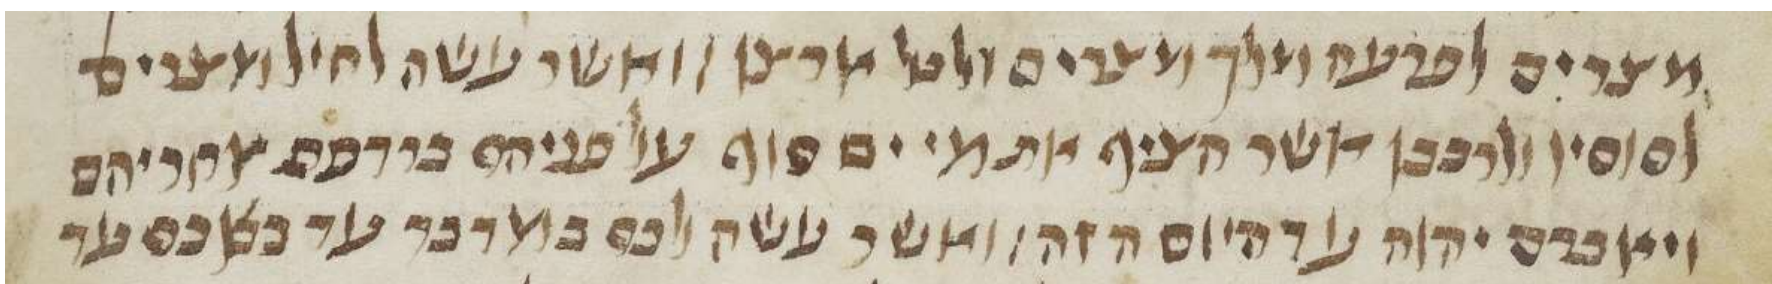 מצרים לפרעה מלך מצרים ולכל ארצו / ואשר עשה לחיל מצרים
לסוסיו ולרכבו אשר הציף את מי ים סוף על פניהם ברדפם אחריהם
ויאבדם יהוה עד היום הזה / ואשר עשה לכם במדבר עד באכם עד